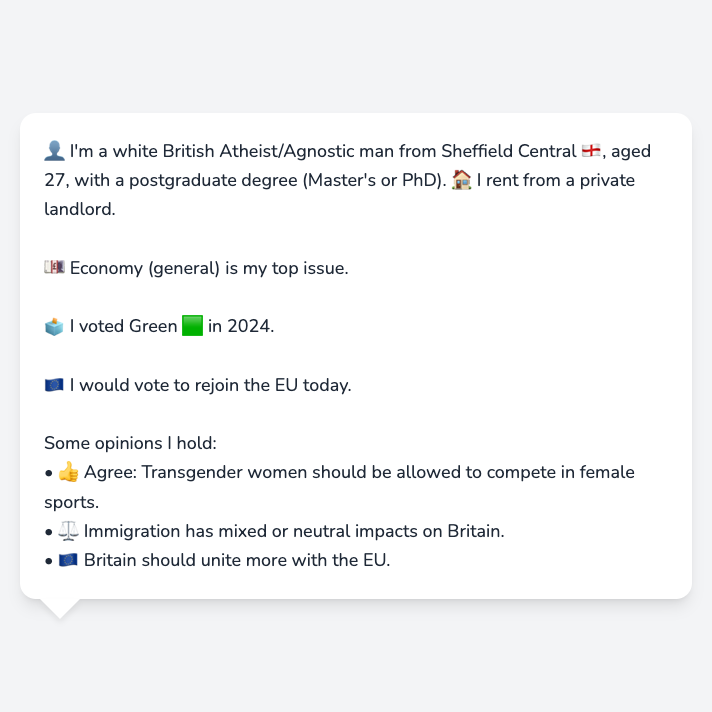 👤 I'm a white British Atheist/Agnostic man from Sheffield Central 🏴󠁧󠁢󠁥󠁮󠁧󠁿, aged
27, with a postgraduate degree (Master's or PhD). 🏠 I rent from a private
landlord.
💷 Economy (general) is my top issue.
🗳️ I voted Green 🟩 in 2024.
🇪🇺 I would vote to rejoin the EU today.
Some opinions I hold:
• 👍 Agree: Transgender women should be allowed to compete in female
sports.
• ⚖️ Immigration has mixed or neutral impacts on Britain.
• 🇪🇺 Britain should unite more with the EU.